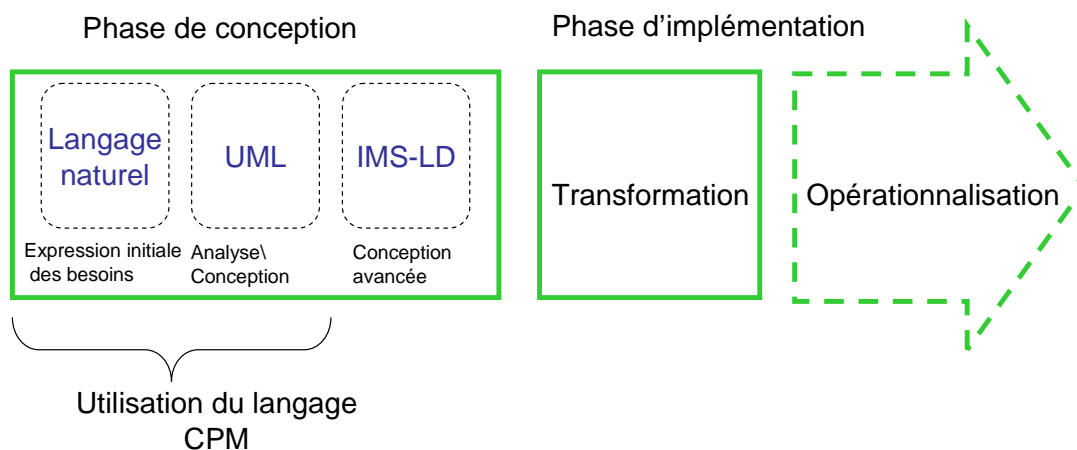 Phase de conception
Phase d'implémentation
Langage
naturel
UML
IMS-LD
Expression initiale
des besoins
Analyse\
Conception
Conception
avancée
Transformation
Opérationnalisation
Utilisation du langage
CPM